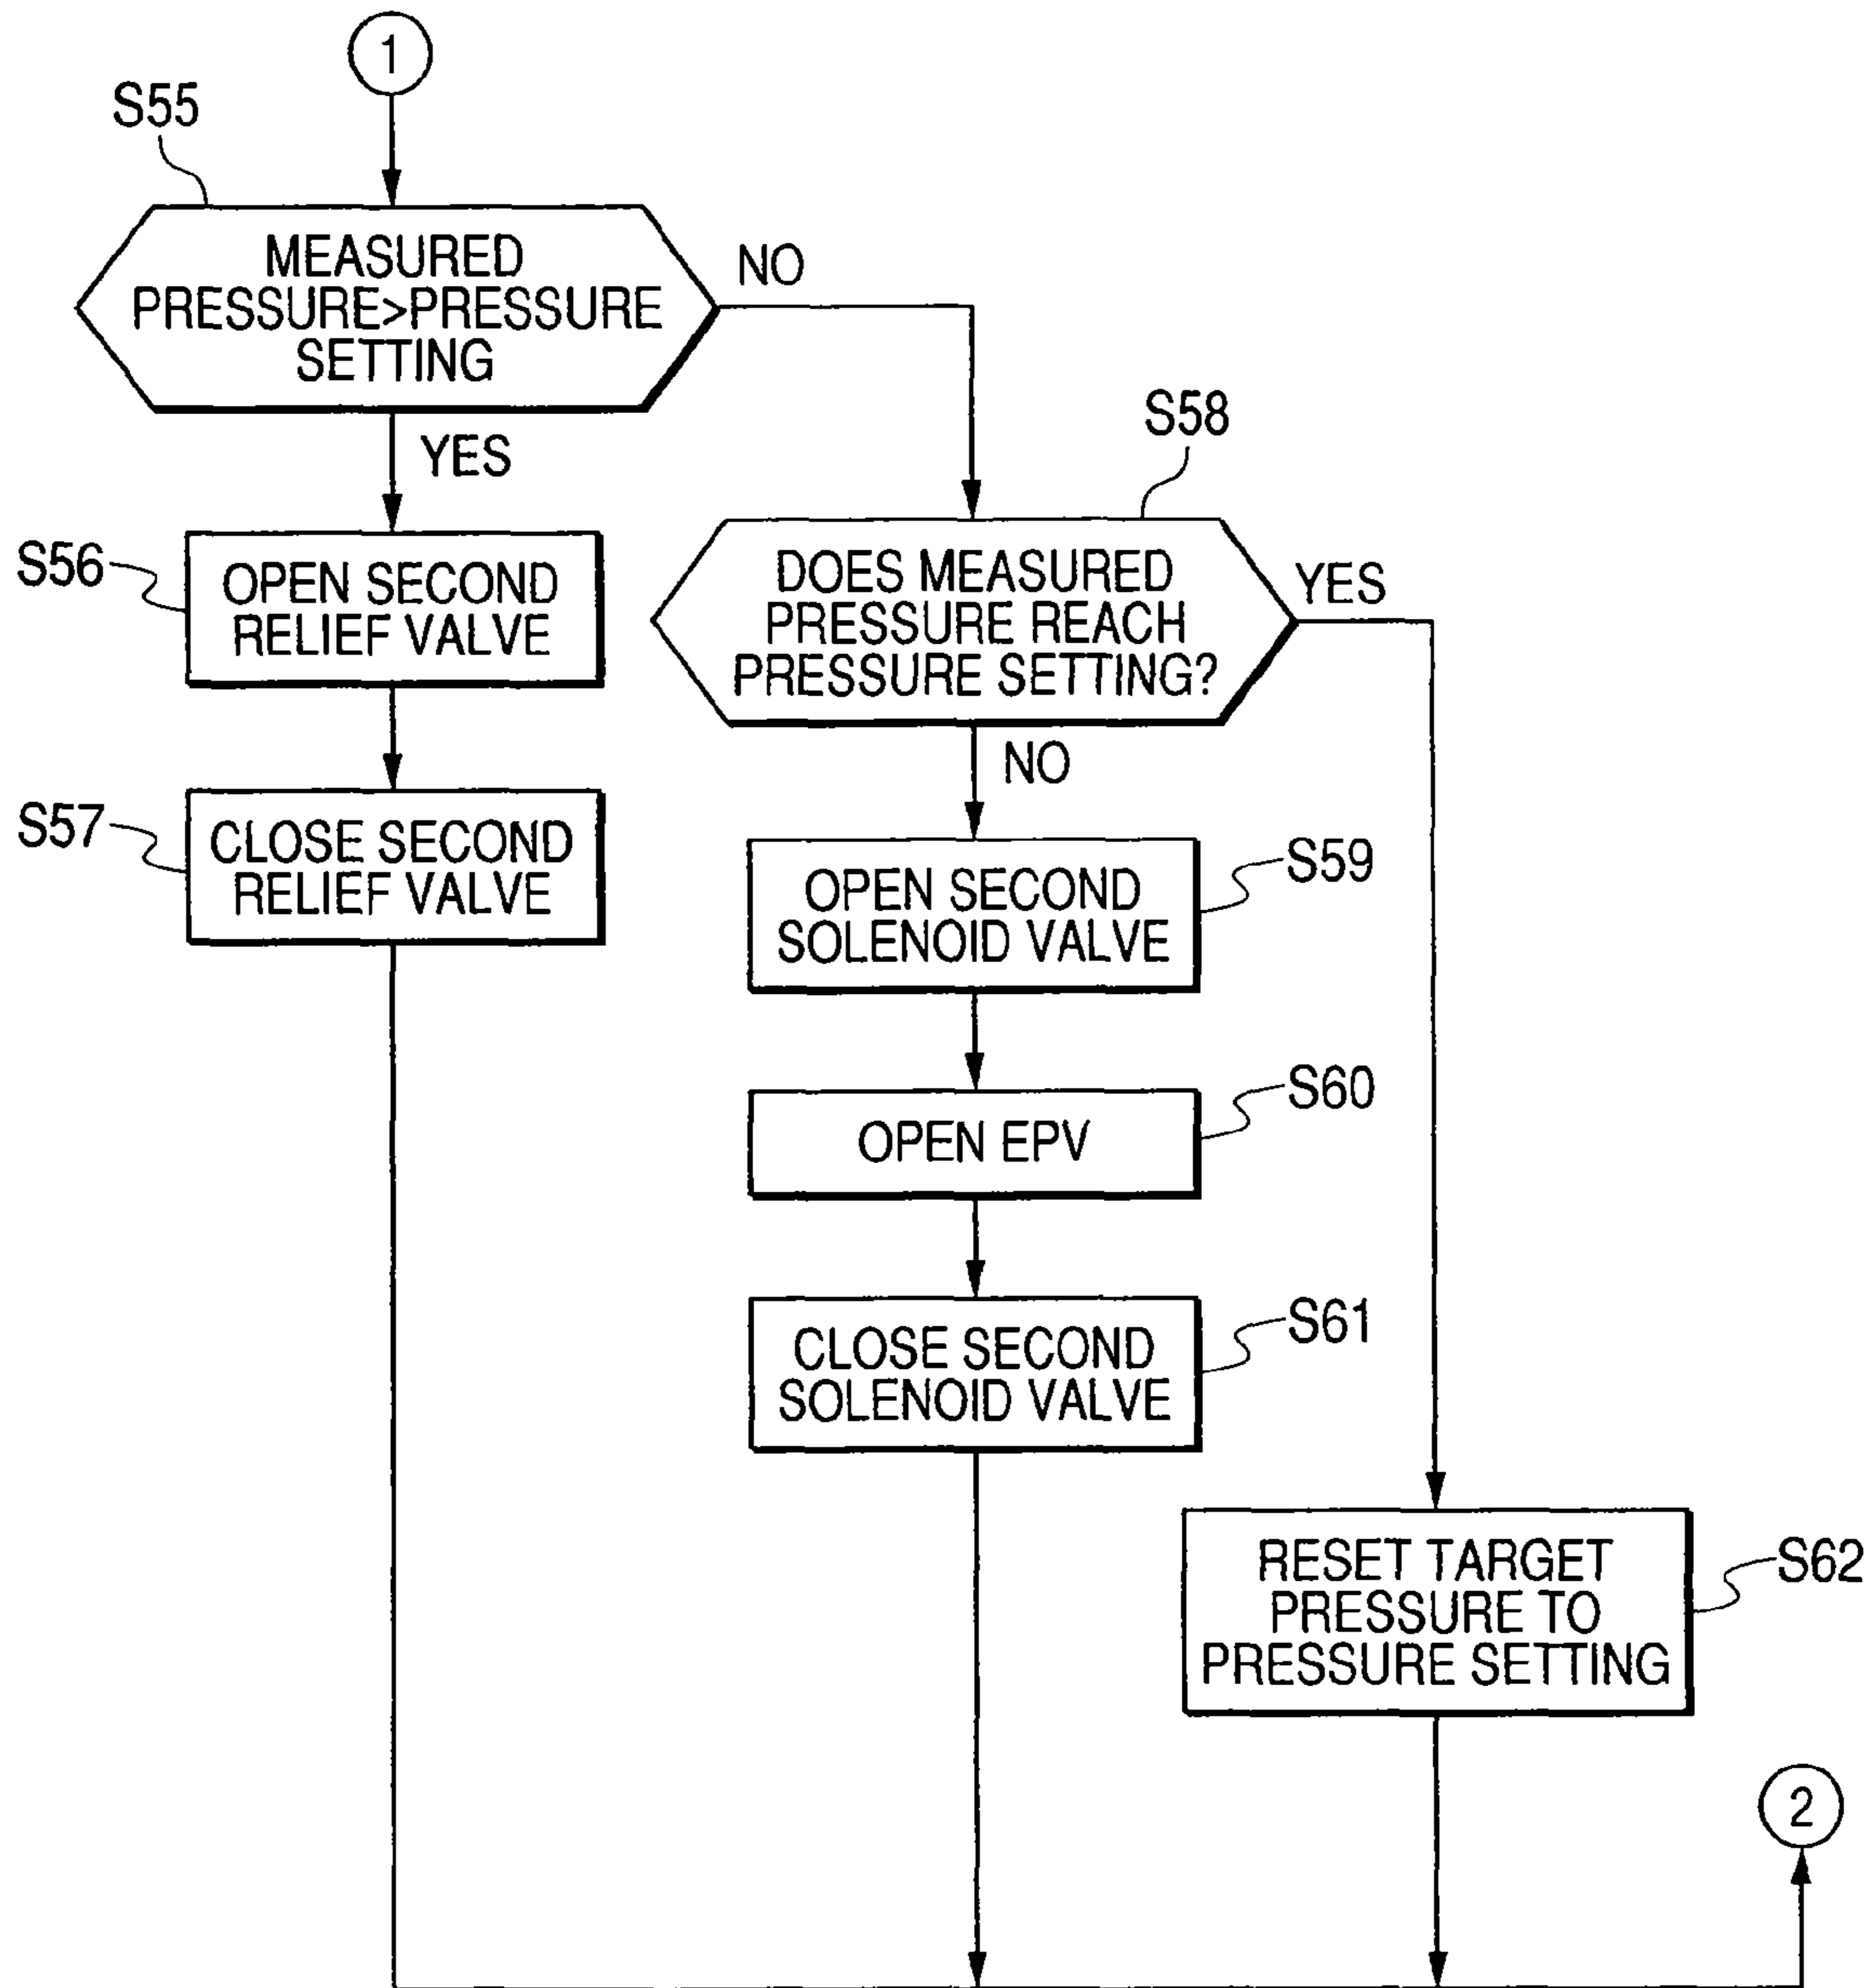 1
S55
MEASURED
PRESSURE>PRESSURE
SETTING
NO
YES
S58
S56
OPEN SECOND
RELIEF VALVE
DOES MEASURED
PRESSURE REACH
PRESSURE SETTING?
YES
NO
S57
CLOSE SECOND
RELIEF VALVE
S59
OPEN SECOND
SOLENOID VALVE
S60
OPEN EPV
S61
CLOSE SECOND
SOLENOID VALVE
S62
RESET TARGET
PRESSURE TO
PRESSURE SETTING
2